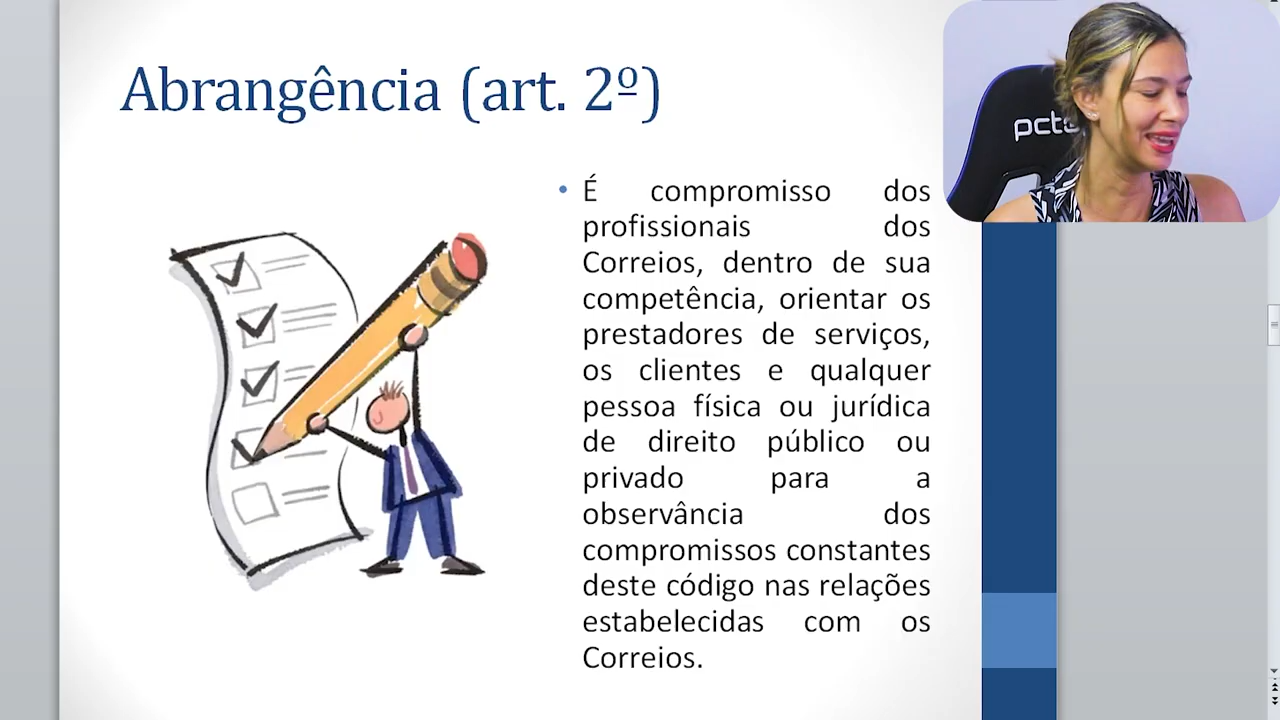 Abrangência (art. 2º)
• É compromisso dos
profissionais dos
Correios, dentro de sua
competência, orientar os
prestadores de serviços,
os clientes e qualquer
pessoa física ou jurídica
de direito público ou
privado para a
observância dos
compromissos constantes
deste código nas relações
estabelecidas com os
Correios.